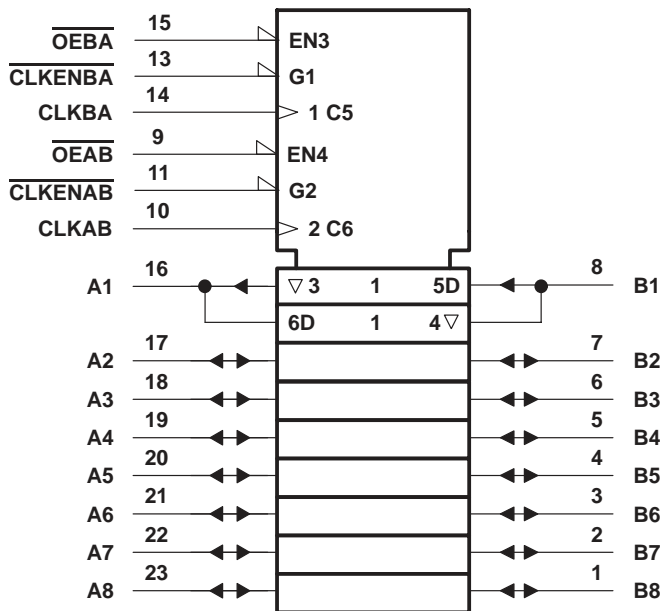 15
OEBA EN3
13
CLKENBA G1
14
CLKBA 1 C5
9
OEAB EN4
11
CLKENAB G2
10
CLKAB 2 C6
16 8
A1 ▽ 3 1 5D B1
6D 1 4 ▽
17 7
A2 B2
18 6
A3 B3
19 5
A4 B4
20 4
A5 B5
21 3
A6 B6
22 2
A7 B7
23 1
A8 B8